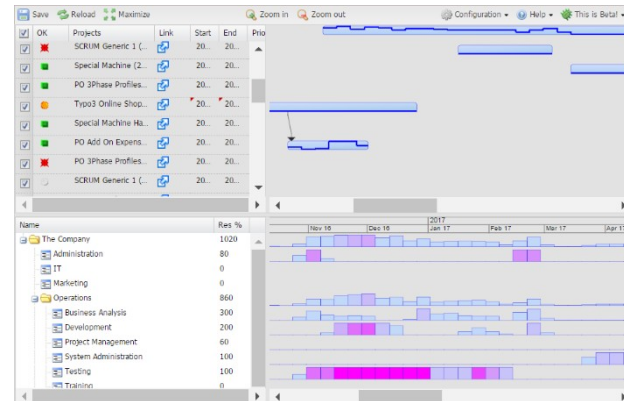 Save Reload Maximize Zoom in Zoom out Configuration Help This is Beta!
OK Projects Link Start End Prio
SCRUM Generic 1 (... 20... 20...
Special Machine (2... 20... 20...
PO 3Phase Profiles... 20... 20...
Typo3 Online Shop... 20... 20...
Special Machine Ha... 20... 20...
PO Add On Expens... 20... 20...
PO 3Phase Profiles... 20... 20...
SCRUM Generic 1 (... 20... 20...
Name Res %
2017
Nov 16 Dec 16 Jan 17 Feb 17 Mar 17 Apr 1
The Company 1020
Administration 80
IT 0
Marketing 0
Operations 860
Business Analysis 300
Development 200
Project Management 60
System Administration 100
Testing 100
Training 0